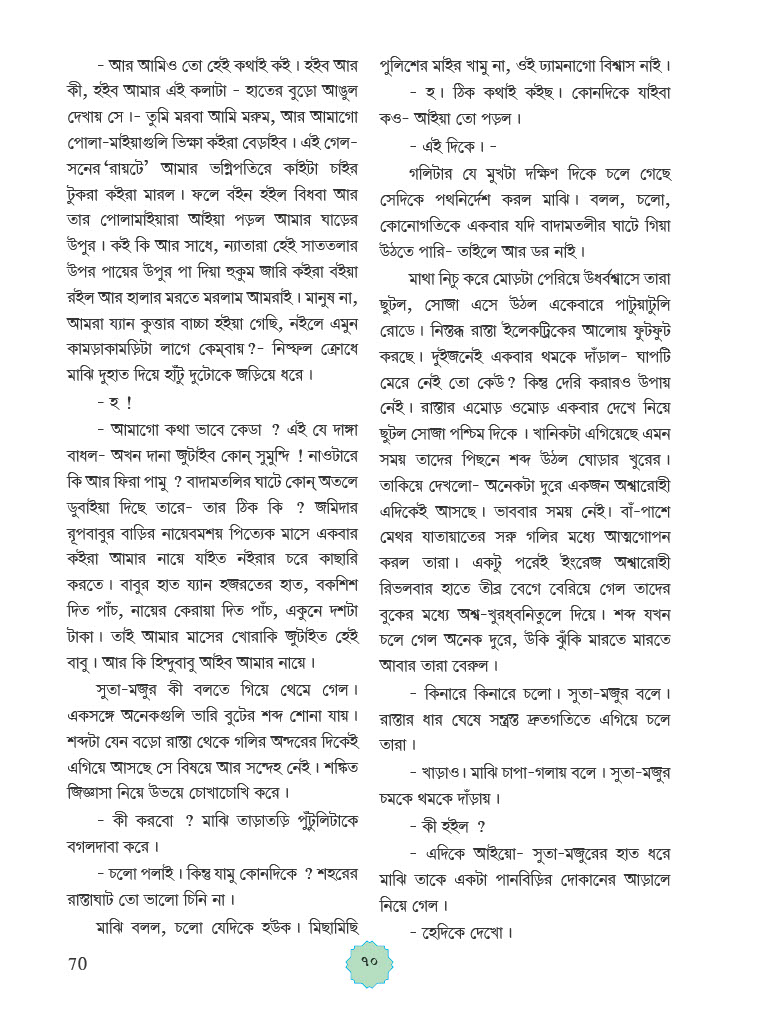 - আর আমিও তো হেই কথাই কই। হইব আর
কী, হইব আমার এই কলাটা - হাতের বুড়ো আঙুল
দেখায় সে।- তুমি মরবা আমি মরুম, আর আমাগো
পোলা-মাইয়াগুলি ভিক্ষা কইরা বেড়াইব। এই গেল-
সনের ‘রায়টে’ আমার ভগ্নিপতিরে কাইটা চাইর
টুকরা কইরা মারল। ফলে বইন হইল বিধবা আর
তার পোলামাইয়ারা আইয়া পড়ল আমার ঘাড়ের
উপুর। কই কি আর সাধে, ন্যাতারা হেই সাততলার
উপর পায়ের উপুর পা দিয়া হুকুম জারি কইরা বইয়া
রইল আর হালার মরতে মরলাম আমরাই। মানুষ না,
আমরা য্যান কুত্তার বাচ্চা হইয়া গেছি, নইলে এমুন
কামড়াকামড়িটা লাগে কেম্‌বায়?- নিষ্ফল ক্রোধে
মাঝি দুহাত দিয়ে হাঁটু দুটোকে জড়িয়ে ধরে।
- হ !
- আমাগো কথা ভাবে কেডা ? এই যে দাঙ্গা
বাধল- অখন দানা জুটাইব কোন্ সুমুন্দি ! নাওটারে
কি আর ফিরা পামু ? বাদামতলির ঘাটে কোন্ অতলে
ডুবাইয়া দিছে তারে- তার ঠিক কি ? জমিদার
রূপবাবুর বাড়ির নায়েবমশয় পিত্যেক মাসে একবার
কইরা আমার নায়ে যাইত নইরার চরে কাছারি
করতে। বাবুর হাত য্যান হজরতের হাত, বকশিশ
দিত পাঁচ, নায়ের কেরায়া দিত পাঁচ, একুনে দশটা
টাকা। তাই আমার মাসের খোরাকি জুটাইত হেই
বাবু। আর কি হিন্দুবাবু আইব আমার নায়ে।
সুতা-মজুর কী বলতে গিয়ে থেমে গেল।
একসঙ্গে অনেকগুলি ভারি বুটের শব্দ শোনা যায়।
শব্দটা যেন বড়ো রাস্তা থেকে গলির অন্দরের দিকেই
এগিয়ে আসছে সে বিষয়ে আর সন্দেহ নেই। শঙ্কিত
জিজ্ঞাসা নিয়ে উভয়ে চোখাচোখি করে।
- কী করবো ? মাঝি তাড়াতড়ি পুঁটুলিটাকে
বগলদাবা করে।
- চলো পলাই। কিন্তু যামু কোনদিকে ? শহরের
রাস্তাঘাট তো ভালো চিনি না।
মাঝি বলল, চলো যেদিকে হউক। মিছামিছি
পুলিশের মাইর খামু না, ওই ঢ্যামনাগো বিশ্বাস নাই।
- হ। ঠিক কথাই কইছ। কোনদিকে যাইবা
কও- আইয়া তো পড়ল।
- এই দিকে। -
গলিটার যে মুখটা দক্ষিণ দিকে চলে গেছে
সেদিকে পথনির্দেশ করল মাঝি। বলল, চলো,
কোনোগতিকে একবার যদি বাদামতলীর ঘাটে গিয়া
উঠতে পারি- তাইলে আর ডর নাই।
মাথা নিচু করে মোড়টা পেরিয়ে উধর্বশ্বাসে তারা
ছুটল, সোজা এসে উঠল একেবারে পাটুয়াটুলি
রোডে। নিস্তব্ধ রাস্তা ইলেকট্রিকের আলোয় ফুটফুট
করছে। দুইজনেই একবার থমকে দাঁড়াল- ঘাপটি
মেরে নেই তো কেউ? কিন্তু দেরি করারও উপায়
নেই। রাস্তার এমোড় ওমোড় একবার দেখে নিয়ে
ছুটল সোজা পশ্চিম দিকে । খানিকটা এগিয়েছে এমন
সময় তাদের পিছনে শব্দ উঠল ঘোড়ার খুরের।
তাকিয়ে দেখলো- অনেকটা দুরে একজন অশ্বারোহী
এদিকেই আসছে। ভাববার সময় নেই। বাঁ-পাশে
মেথর যাতায়াতের সরু গলির মধ্যে আত্মগোপন
করল তারা। একটু পরেই ইংরেজ অশ্বারোহী
রিভলবার হাতে তীব্র বেগে বেরিয়ে গেল তাদের
বুকের মধ্যে অশ্ব-খুরধ্বনিতুলে দিয়ে। শব্দ যখন
চলে গেল অনেক দুরে, উকি ঝুঁকি মারতে মারতে
আবার তারা বেরুল।
- কিনারে কিনারে চলো। সুতা-মজুর বলে।
রাস্তার ধার ঘেষে সন্ত্রস্ত দ্রুতগতিতে এগিয়ে চলে
তারা।
- খাড়াও। মাঝি চাপা-গলায় বলে। সুতা-মজুর
চমকে থমকে দাঁড়ায়।
- কী হইল ?
- এদিকে আইয়ো- সুতা-মজুরের হাত ধরে
মাঝি তাকে একটা পানবিড়ির দোকানের আড়ালে
নিয়ে গেল।
- হেদিকে দেখো।
70
৭০